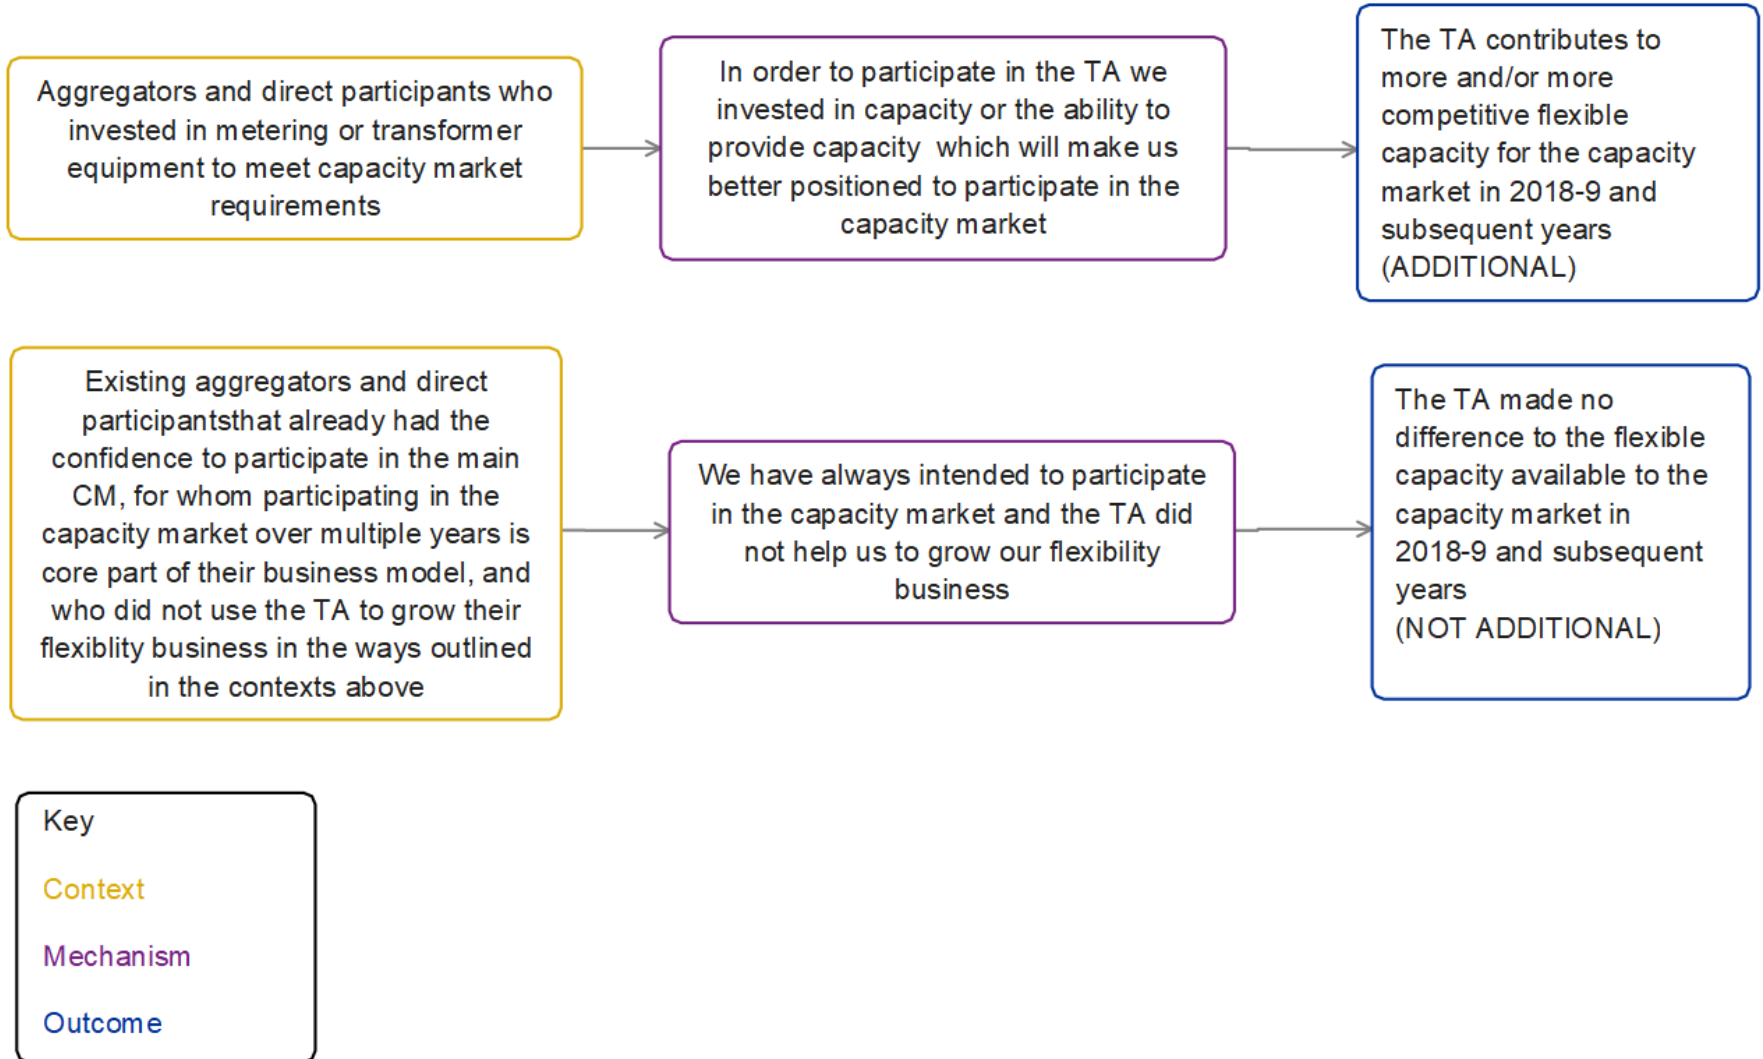 Aggregators and direct participants who
invested in metering or transformer
equipment to meet capacity market
requirements
In order to participate in the TA we
invested in capacity or the ability to
provide capacity  which will make us
better positioned to participate in the
capacity market
The TA contributes to
more and/or more
competitive flexible
capacity for the capacity
market in 2018-9 and
subsequent years
(ADDITIONAL)
Existing aggregators and direct
participantsthat already had the
confidence to participate in the main
CM, for whom participating in the
capacity market over multiple years is
core part of their business model, and
who did not use the TA to grow their
flexiblity business in the ways outlined
in the contexts above
We have always intended to participate
in the capacity market and the TA did
not help us to grow our flexibility
business
The TA made no
difference to the flexible
capacity available to the
capacity market in
2018-9 and subsequent
years
(NOT ADDITIONAL)
Key
Context
Mechanism
Outcome